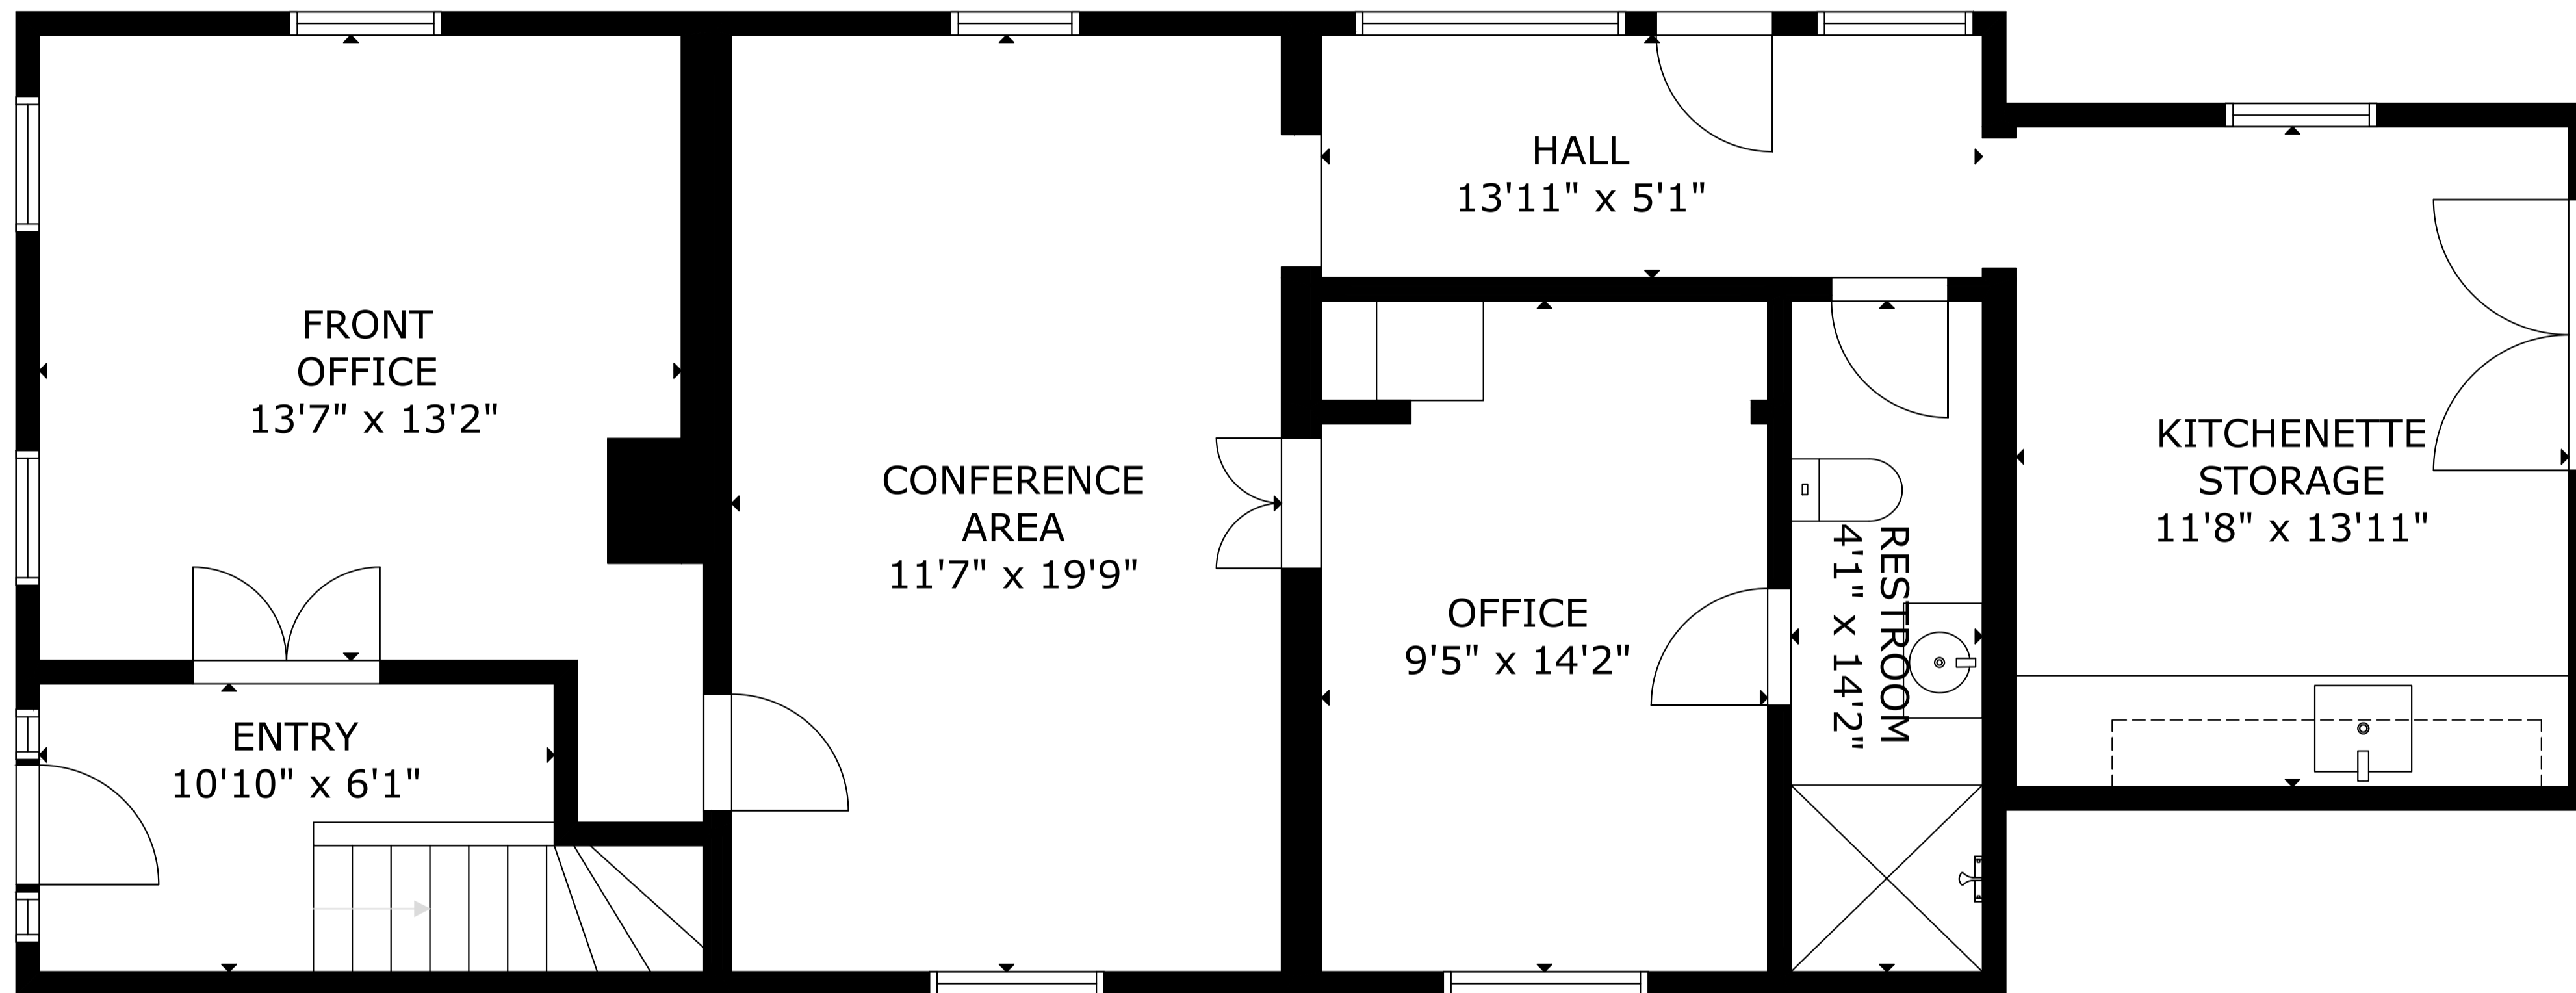 FRONT
OFFICE
13'7" x 13'2"
ENTRY
10'10" x 6'1"
CONFERENCE
AREA
11'7" x 19'9"
HALL
13'11" x 5'1"
OFFICE
9'5" x 14'2"
RESTROOM
4'1" x 14'2"
KITCHENETTE
STORAGE
11'8" x 13'11"